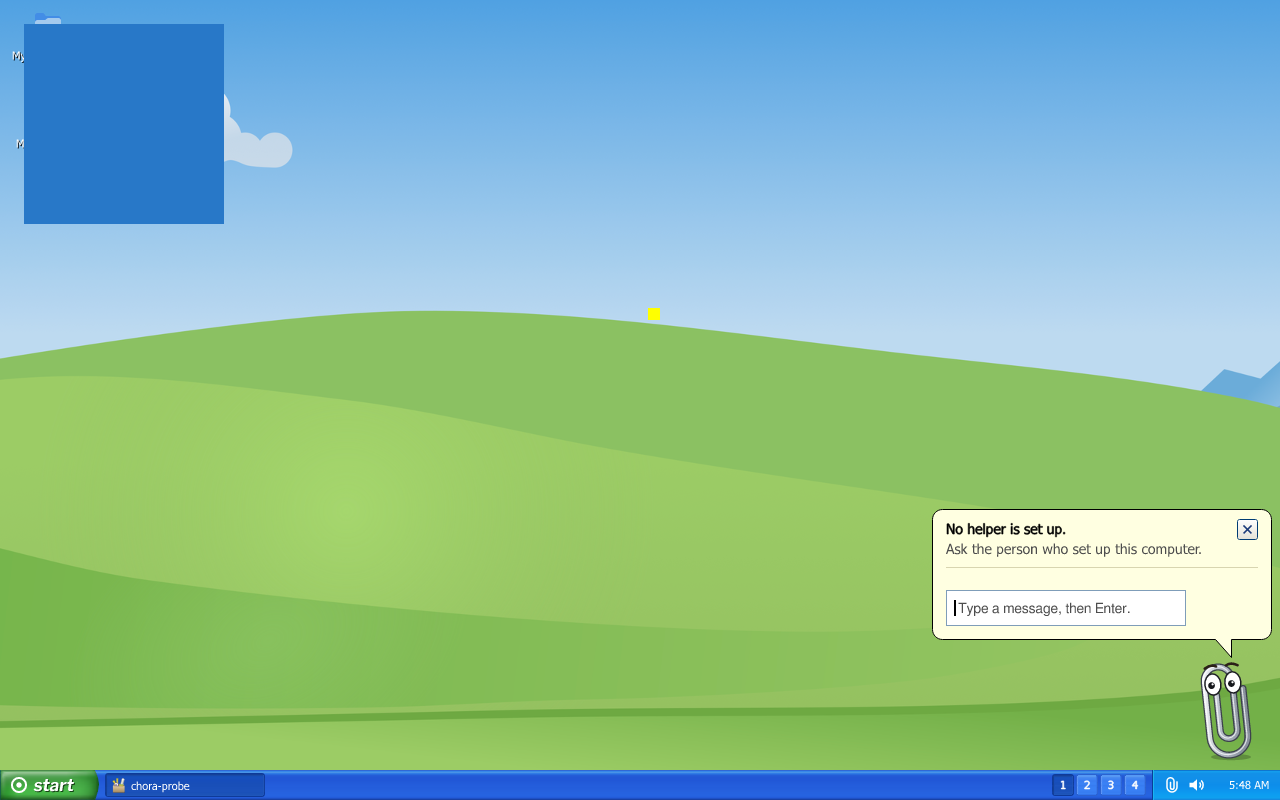 My
M
No helper is set up.
Ask the person who set up this computer.
Type a message, then Enter.
start
chora-probe
1 2 3 4
5:48 AM